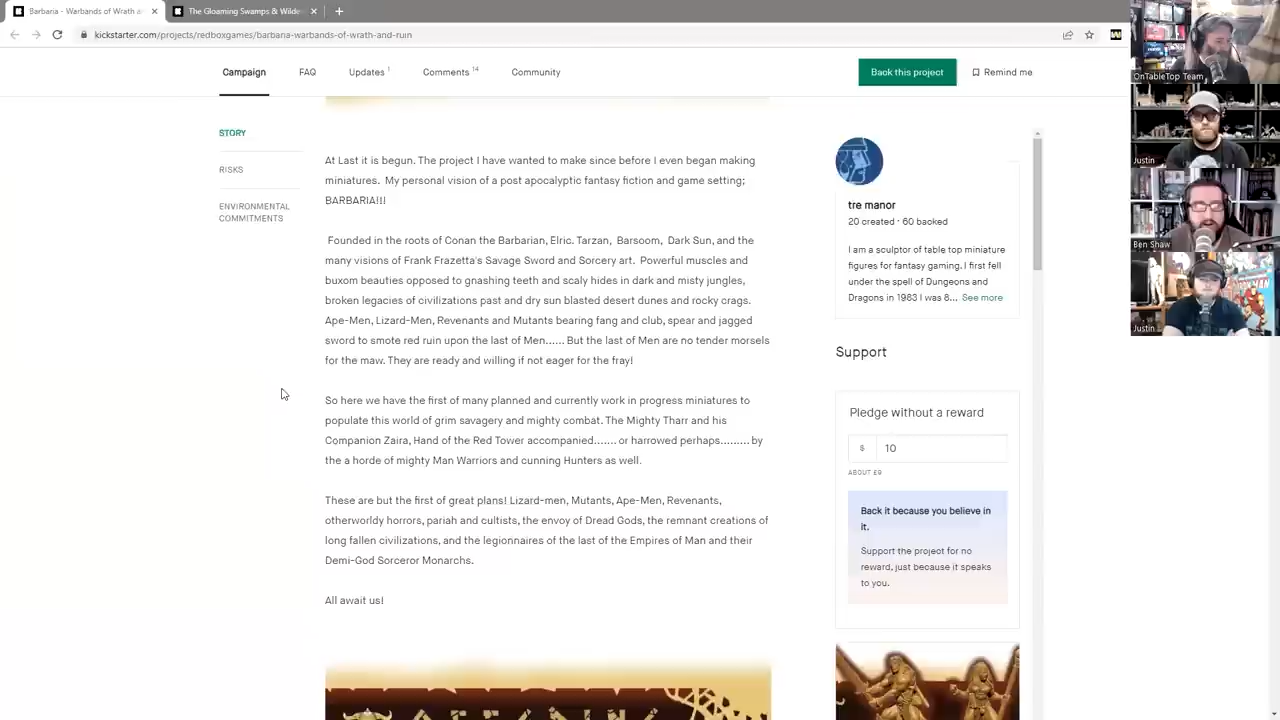 Barbaria - Warbands of Wrath an
The Gloaming Swamps & Wilde
kickstarter.com/projects/redboxgames/barbaria-warbands-of-wrath-and-ruin
Campaign
FAQ
Updates 1
Comments 14
Community
Back this project
Remind me
STORY
RISKS
ENVIRONMENTAL
COMMITMENTS
At Last it is begun. The project I have wanted to make since before I even began making
miniatures. My personal vision of a post apocalyptic fantasy fiction and game setting;
BARBARIA!!!
Founded in the roots of Conan the Barbarian, Elric. Tarzan, Barsoom, Dark Sun, and the
many visions of Frank Frazetta's Savage Sword and Sorcery art. Powerful muscles and
buxom beauties opposed to gnashing teeth and scaly hides in dark and misty jungles,
broken legacies of civilizations past and dry sun blasted desert dunes and rocky crags.
Ape-Men, Lizard-Men, Revenants and Mutants bearing fang and club, spear and jagged
sword to smote red ruin upon the last of Men...... But the last of Men are no tender morsels
for the maw. They are ready and willing if not eager for the fray!
So here we have the first of many planned and currently work in progress miniatures to
populate this world of grim savagery and mighty combat. The Mighty Tharr and his
Companion Zaira, Hand of the Red Tower accompanied....... or harrowed perhaps......... by
the a horde of mighty Man Warriors and cunning Hunters as well.
These are but the first of great plans! Lizard-men, Mutants, Ape-Men, Revenants,
otherworldy horrors, pariah and cultists, the envoy of Dread Gods, the remnant creations of
long fallen civilizations, and the legionnaires of the last of the Empires of Man and their
Demi-God Sorceror Monarchs.
All await us!
tre manor
20 created · 60 backed
I am a sculptor of table top miniature
figures for fantasy gaming. I first fell
under the spell of Dungeons and
Dragons in 1983 I was 8... See more
Support
Pledge without a reward
$ 10
ABOUT £9
Back it because you believe in
it.
Support the project for no
reward, just because it speaks
to you.
OnTableTop Team
Justin
Ben Shaw
Justin